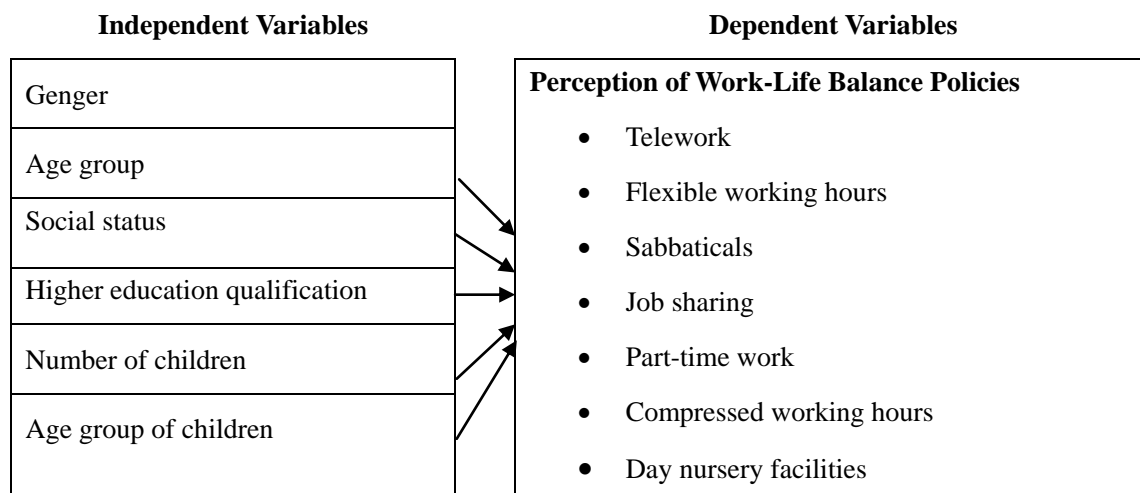 Independent Variables
Dependent Variables
Genger
Age group
Social status
Higher education qualification
Number of children
Age group of children
Perception of Work-Life Balance Policies
• Telework
• Flexible working hours
• Sabbaticals
• Job sharing
• Part-time work
• Compressed working hours
• Day nursery facilities